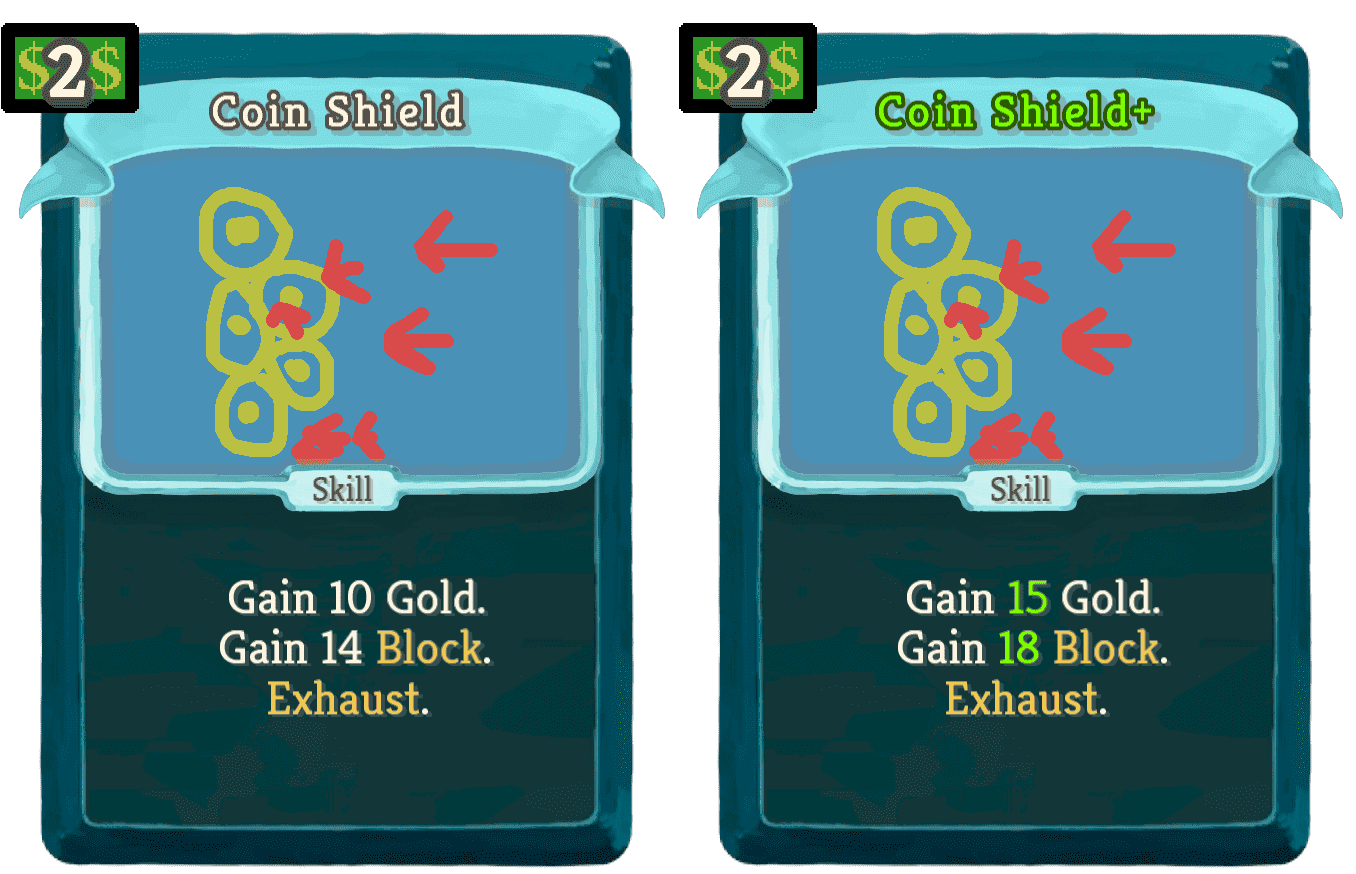 $2$
Coin Shield
Skill
Gain 10 Gold.
Gain 14 Block.
Exhaust.
$2$
Coin Shield+
Skill
Gain 15 Gold.
Gain 18 Block.
Exhaust.